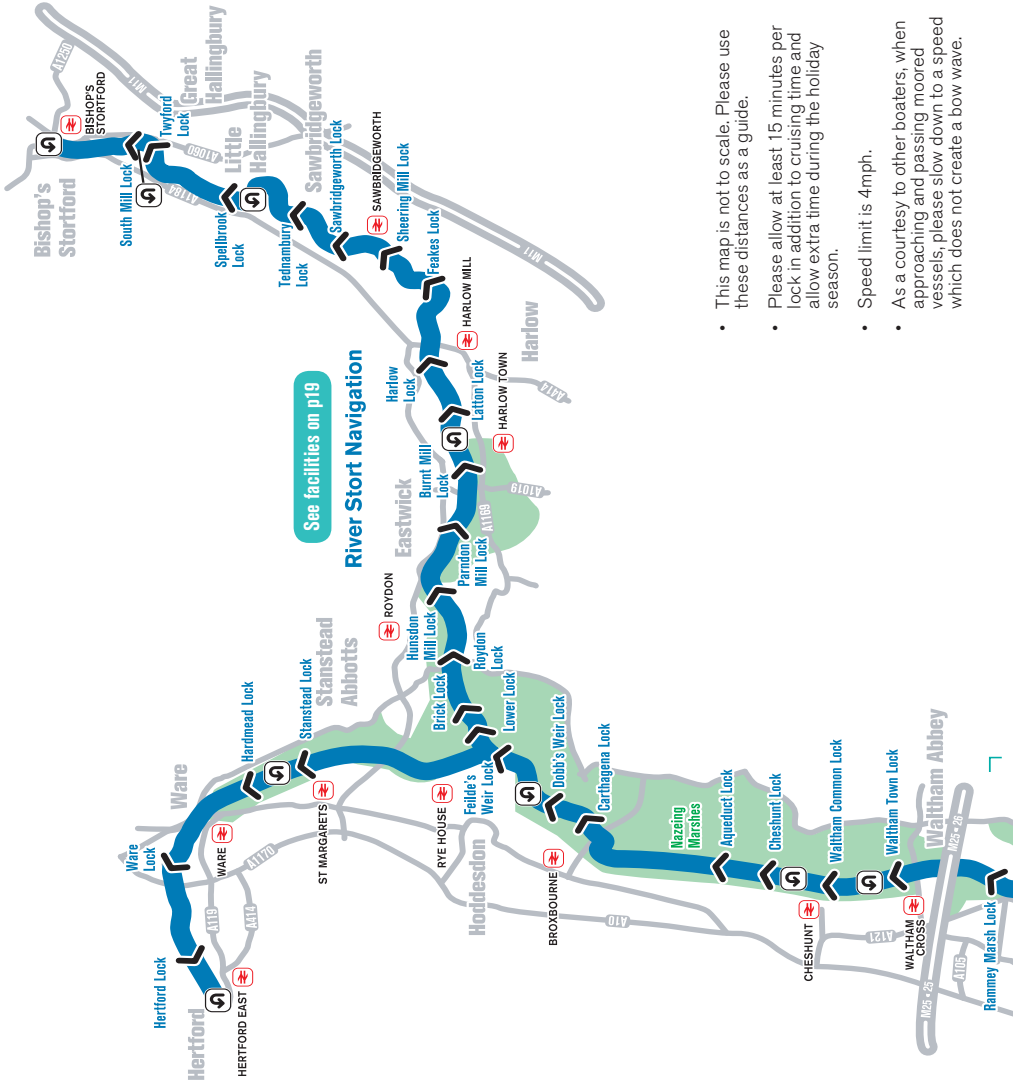 See facilities on p19
River Stort Navigation
Bishop's
Stortford
BISHOP'S
STORTFORD
A1250
M11
Great
Hallingbury
Twyford
Lock
A1060
South Mill Lock
A1184
Little
Hallingbury
Spellbrook
Lock
Tednambury
Lock
Sawbridgeworth
Sawbridgeworth Lock
SAWBRIDGEWORTH
Sheering Mill Lock
Feakes Lock
M11
HARLOW MILL
Harlow
Harlow
Lock
Latton Lock
HARLOW TOWN
A414
Burnt Mill
Lock
A1019
A1169
Eastwick
Parndon
Mill Lock
ROYDON
Hunsdon
Mill Lock
Roydon
Lock
Brick Lock
Lower Lock
Stanstead
Abbotts
Stanstead Lock
Hardmead Lock
Ware
Ware
Lock
WARE
ST MARGARETS
A1170
A119
A414
Hertford Lock
Hertford
HERTFORD EAST
RYE HOUSE
Feilde's
Weir Lock
Dobb's Weir Lock
Carthagena Lock
Hoddesdon
BROXBOURNE
A10
Nazeing
Marshes
Aqueduct Lock
Cheshunt Lock
CHESHUNT
Waltham Common Lock
Waltham Town Lock
A121
WALTHAM
CROSS
Waltham Abbey
M25 • 26
M25 • 25
A105
Rammey Marsh Lock
• This map is not to scale. Please use
these distances as a guide.
• Please allow at least 15 minutes per
lock in addition to cruising time and
allow extra time during the holiday
season.
• Speed limit is 4mph.
• As a courtesy to other boaters, when
approaching and passing moored
vessels, please slow down to a speed
which does not create a bow wave.